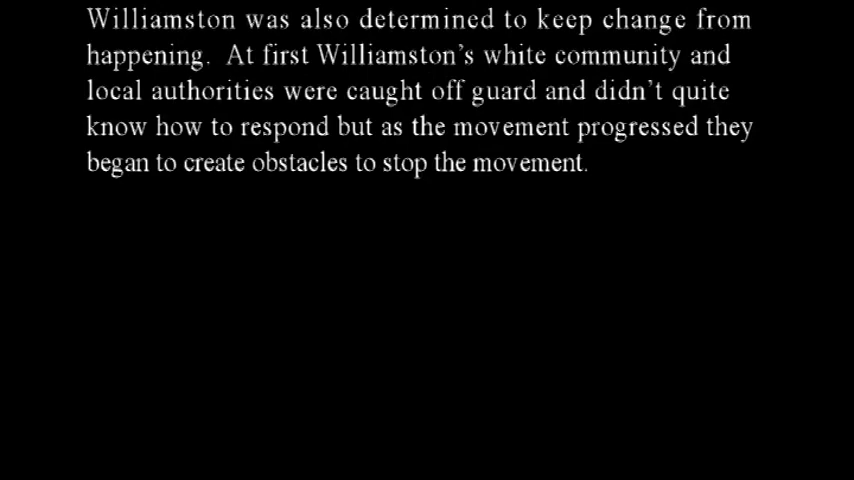 Williamston was also determined to keep change from
happening.  At first Williamston’s white community and
local authorities were caught off guard and didn’t quite
know how to respond but as the movement progressed they
began to create obstacles to stop the movement.